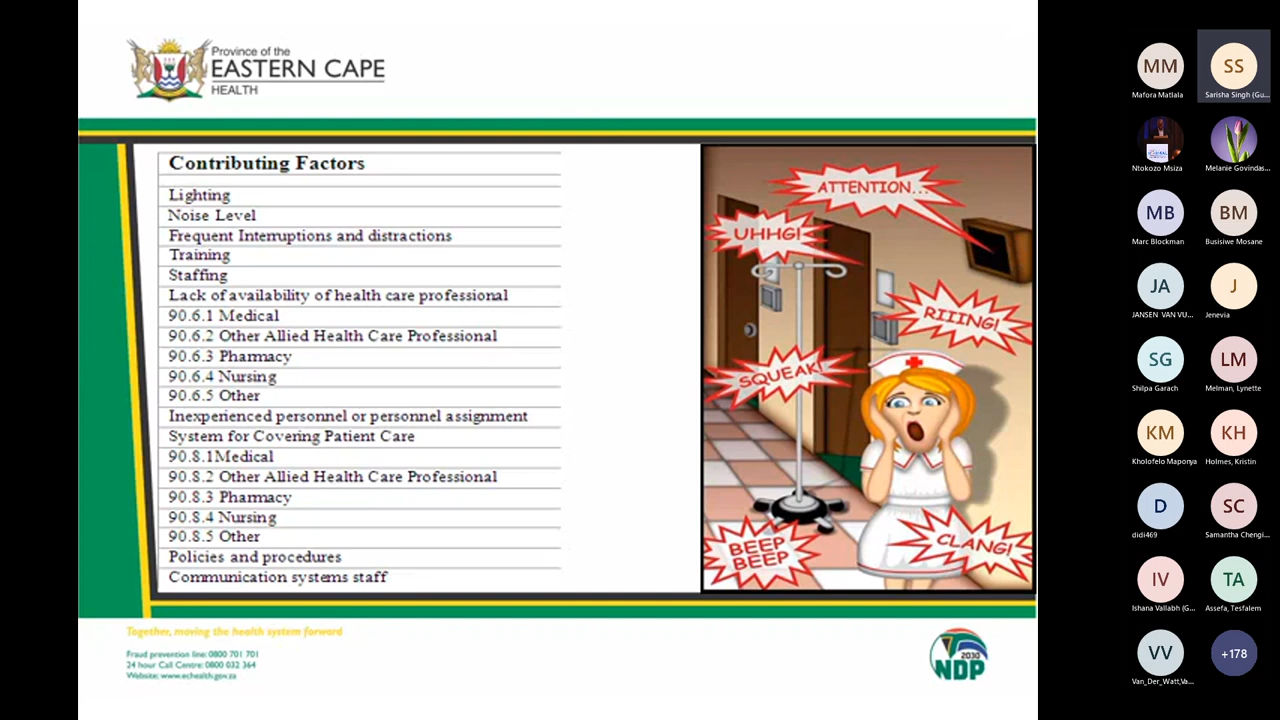 Province of the
EASTERN CAPE
HEALTH
Contributing Factors
Lighting
Noise Level
Frequent Interruptions and distractions
Training
Staffing
Lack of availability of health care professional
90.6.1 Medical
90.6.2 Other Allied Health Care Professional
90.6.3 Pharmacy
90.6.4 Nursing
90.6.5 Other
Inexperienced personnel or personnel assignment
System for Covering Patient Care
90.8.1Medical
90.8.2 Other Allied Health Care Professional
90.8.3 Pharmacy
90.8.4 Nursing
90.8.5 Other
Policies and procedures
Communication systems staff
ATTENTION...
UHHG!
RIIING!
SQUEAK!
BEEP
BEEP
CLANG!
Together, moving the health system forward
Fraud prevention line: 0800 701 701
24 hour Call Centre: 0800 032 364
Website: www.echealth.gov.za
2030
NDP
MM
Mafora Matlala
SS
Sarisha Singh (Gu...
Ntokozo Msiza
Melanie Govindas...
MB
Marc Blockman
BM
Busisiwe Mosane
JA
JANSEN VAN VU...
J
Jenevia
SG
Shilpa Garach
LM
Melman, Lynette
KM
Kholofelo Maponya
KH
Holmes, Kristin
D
didi469
SC
Samantha Chengi...
IV
Ishana Vallabh (G...
TA
Assefa, Tesfalem
VV
Van_Der_Watt,Va...
+178